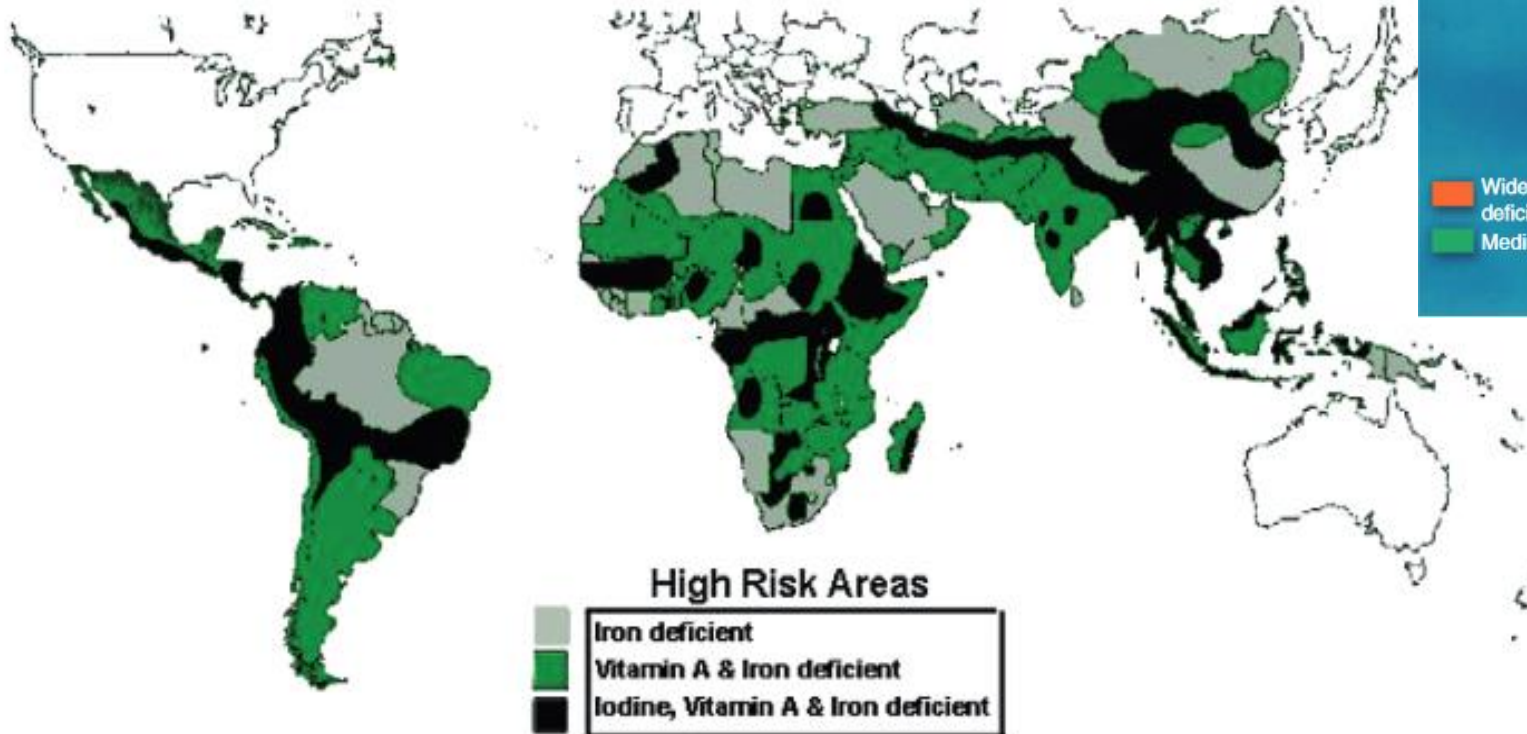 High Risk Areas
Iron deficient
Vitamin A & Iron deficient
Iodine, Vitamin A & Iron deficient